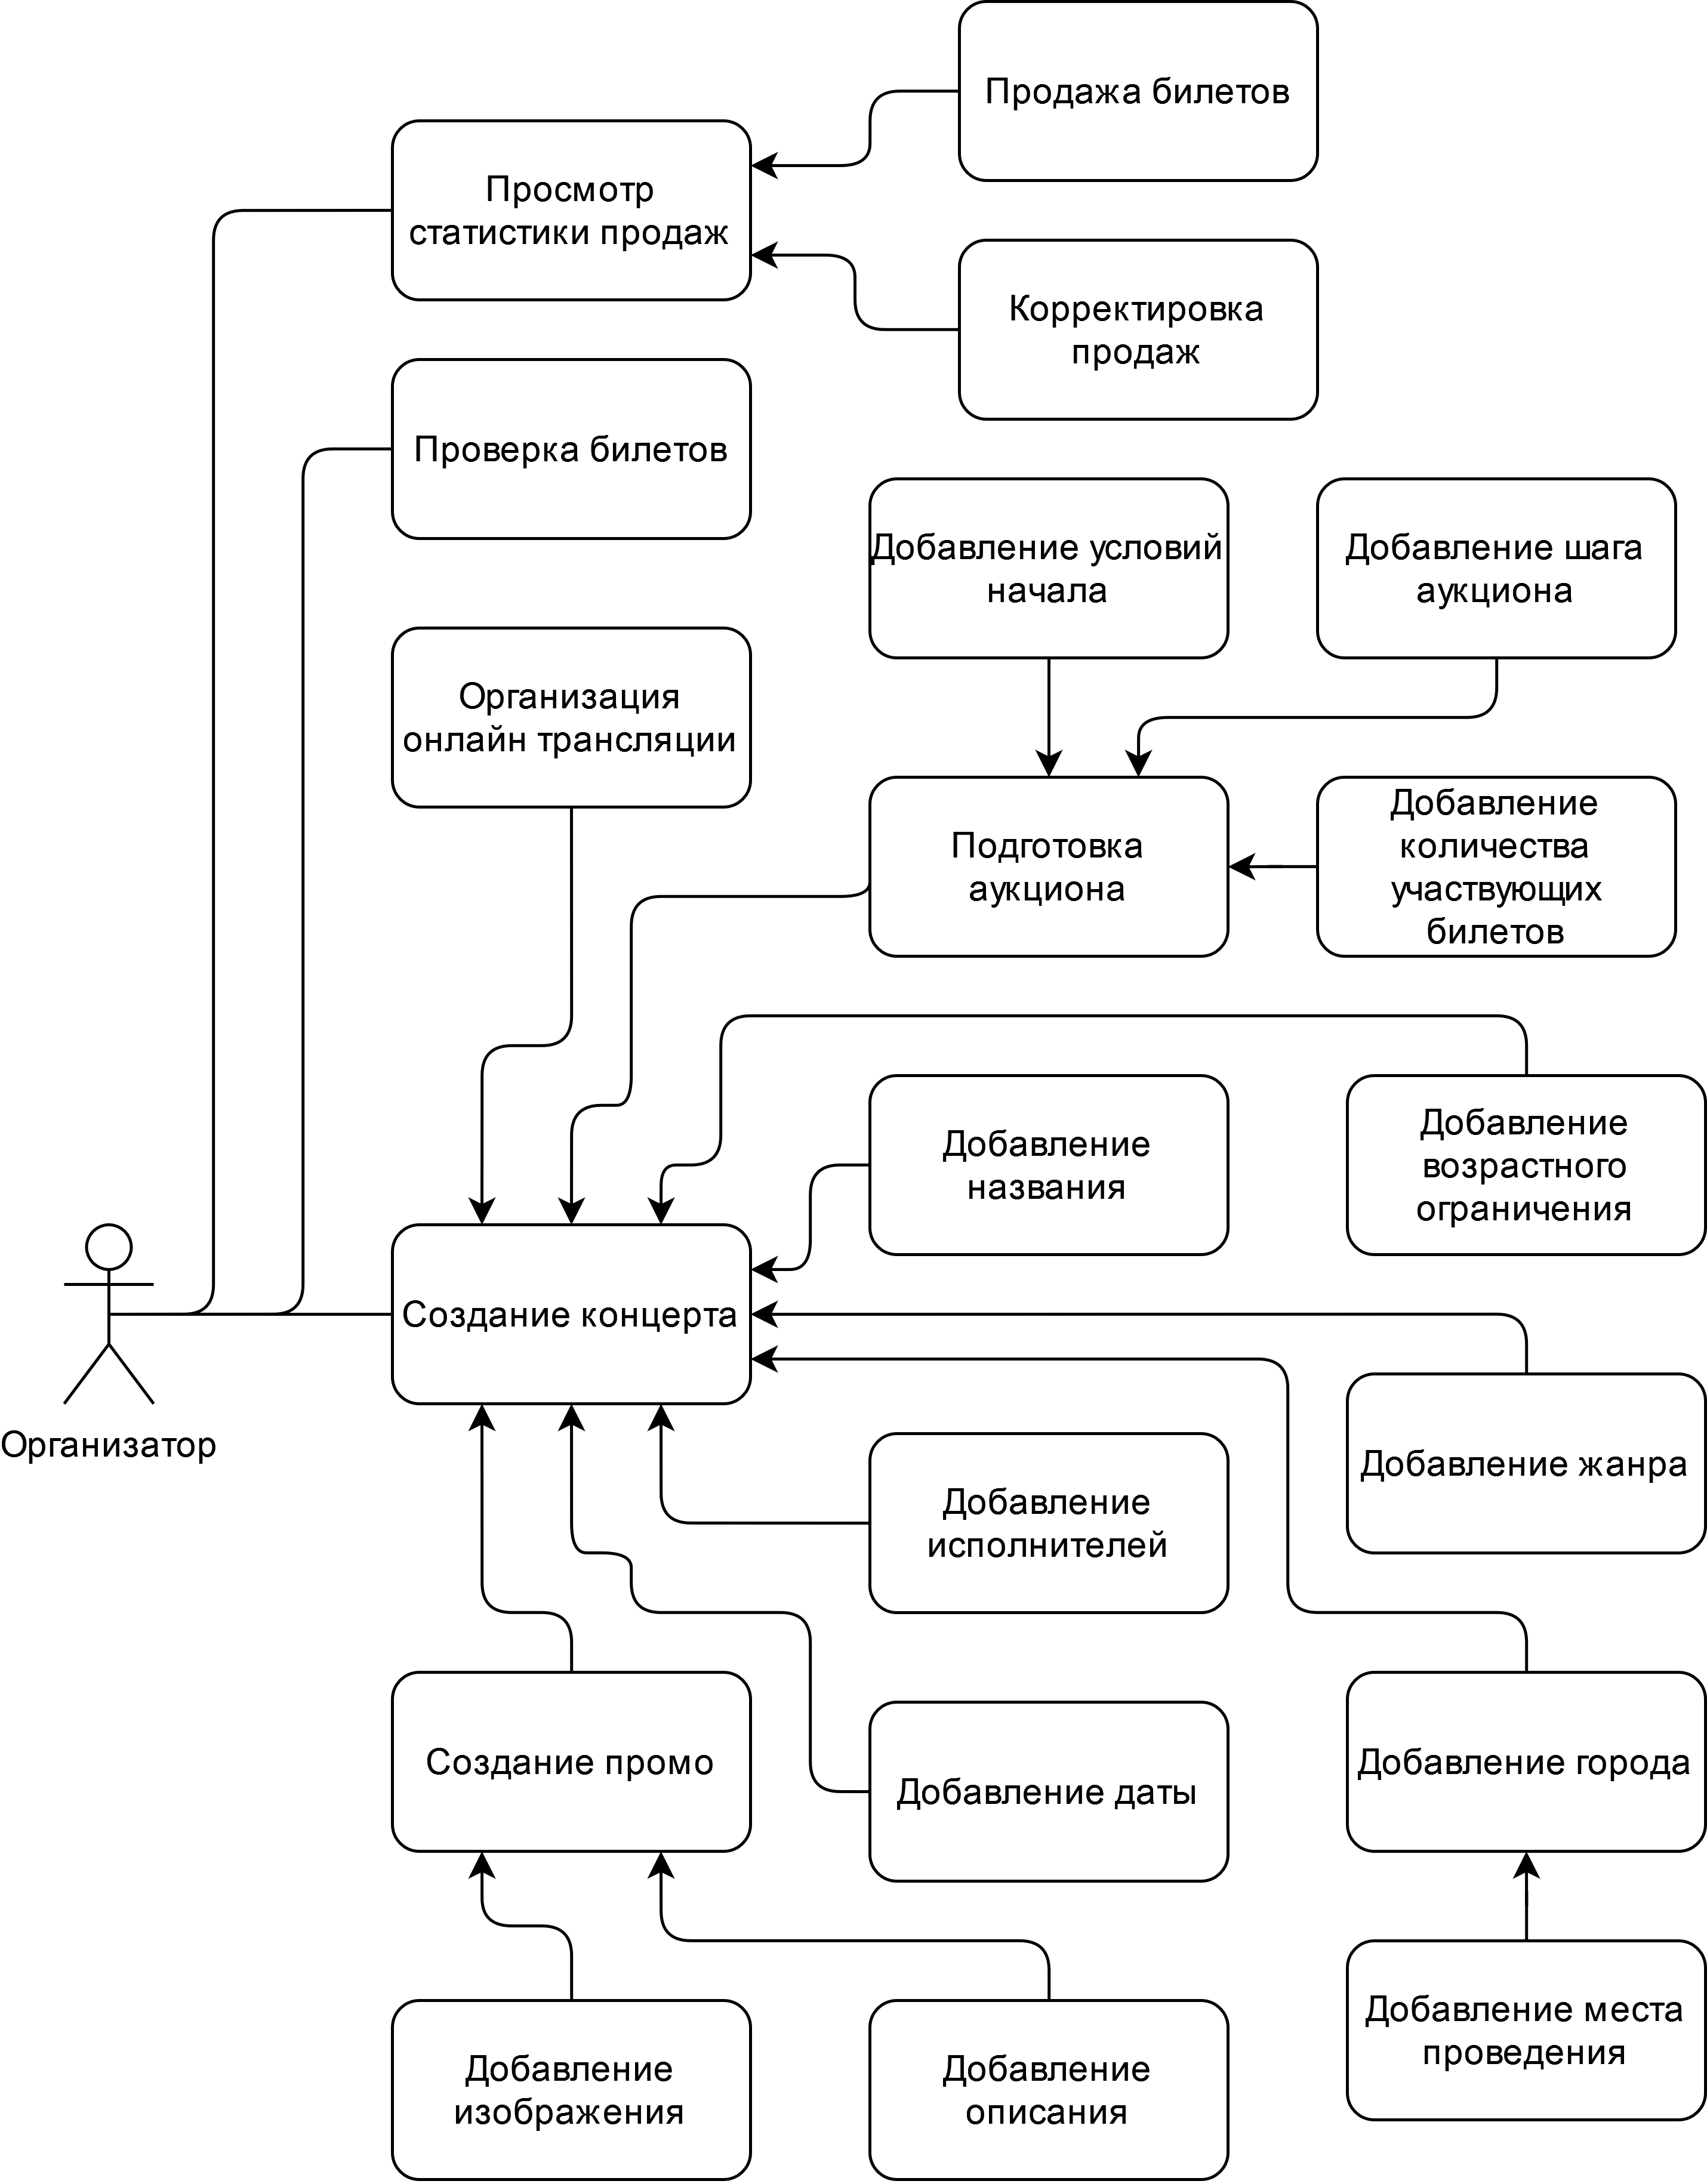 Продажа билетов
Просмотр
статистики продаж
Корректировка
продаж
Проверка билетов
Добавление условий
начала
Добавление шага
аукциона
Организация
онлайн трансляции
Подготовка
аукциона
Добавление
количества
участвующих
билетов
Добавление
названия
Добавление
возрастного
ограничения
Создание концерта
Организатор
Добавление жанра
Добавление
исполнителей
Создание промо
Добавление даты
Добавление города
Добавление места
проведения
Добавление
изображения
Добавление
описания